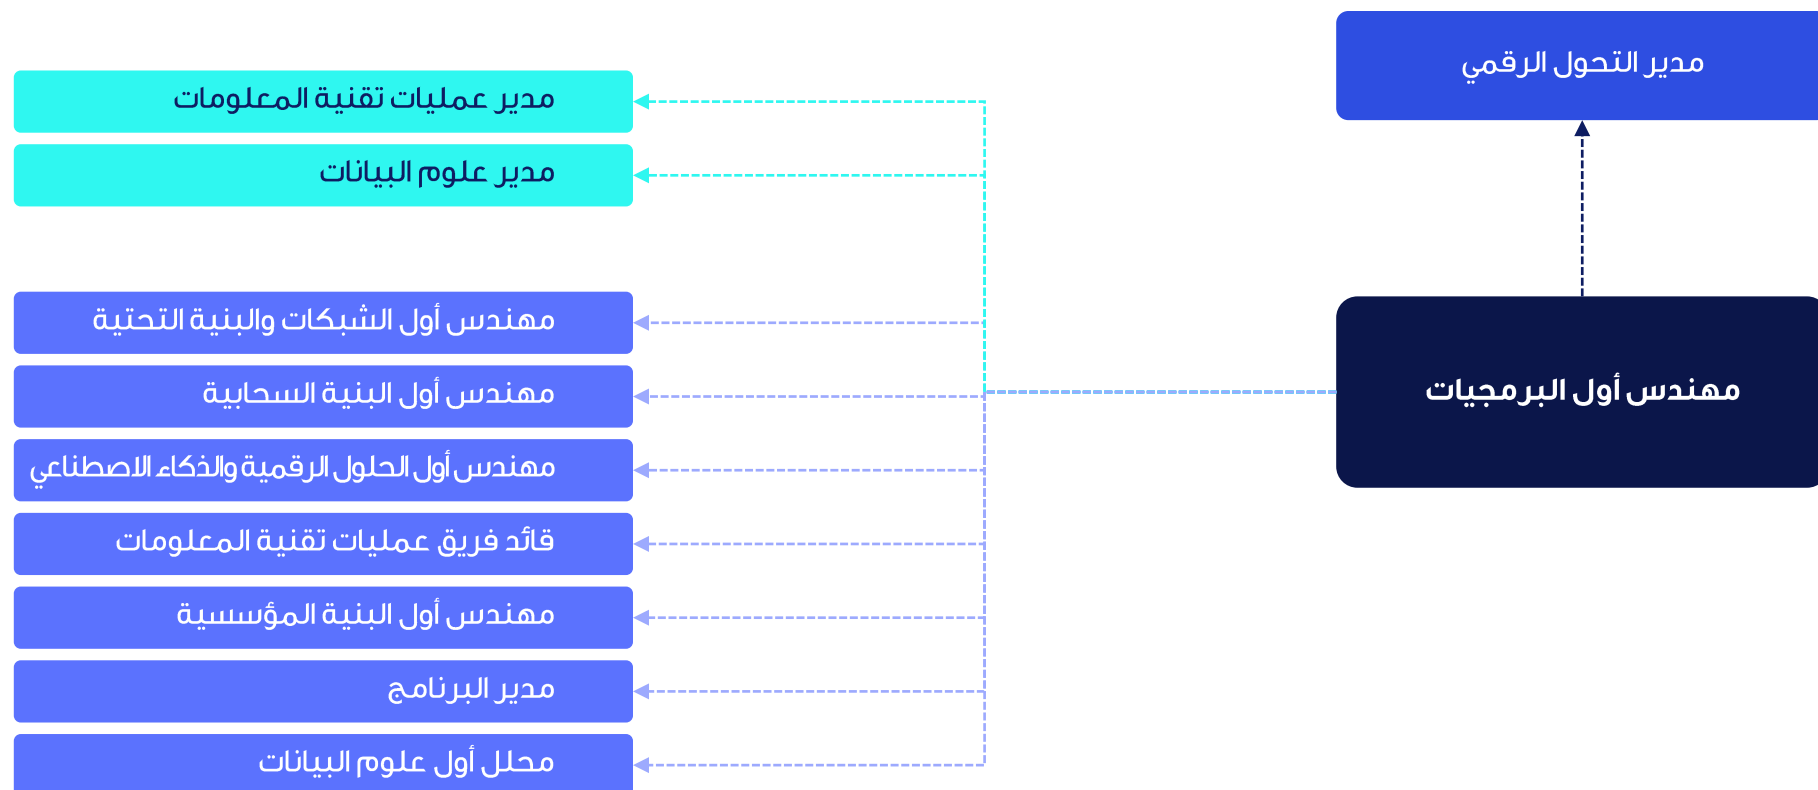 مدير التحول الرقمي
مهندس أول البرمجيات
مدير عمليات تقنية المعلومات
مدير علوم البيانات
مهندس أول الشبكات والبنية التحتية
مهندس أول البنية السحابية
مهندس أول الحلول الرقمية والذكاء الاصطناعي
قائد فريق عمليات تقنية المعلومات
مهندس أول البنية المؤسسية
مدير البرنامج
محلل أول علوم البيانات